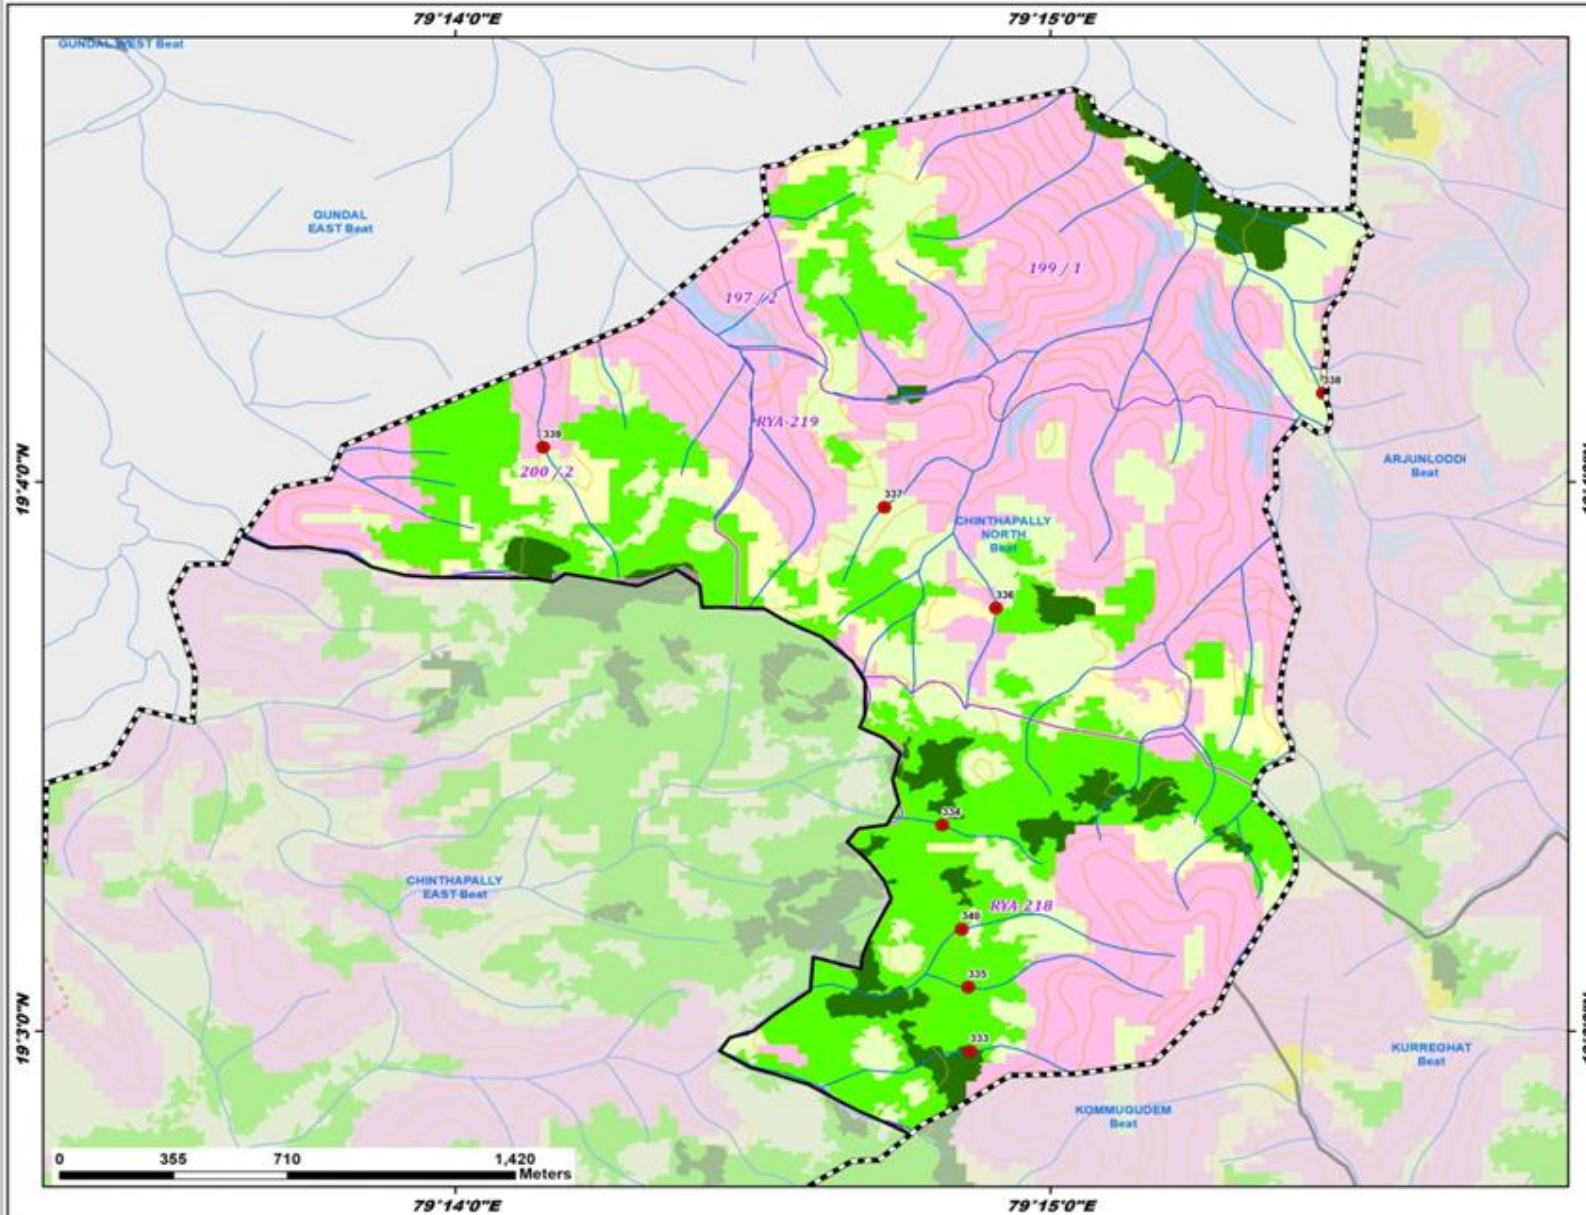 79°14'0"E 79°15'0"E
GUNDAL WEST Beat
GUNDAL
EAST Beat
199 / 1
197 / 2
338
RYA-219
339
200 / 2
ARJUNLODDI
Beat
19°4'0"N
337
CHINTHAPALLY
NORTH
Beat
336
334
CHINTHAPALLY
EAST Beat
RYA-218
340
335
19°3'0"N
333
KURREGHAT
Beat
KOMMUGUDEM
Beat
0 355 710 1,420
Meters
79°14'0"E 79°15'0"E